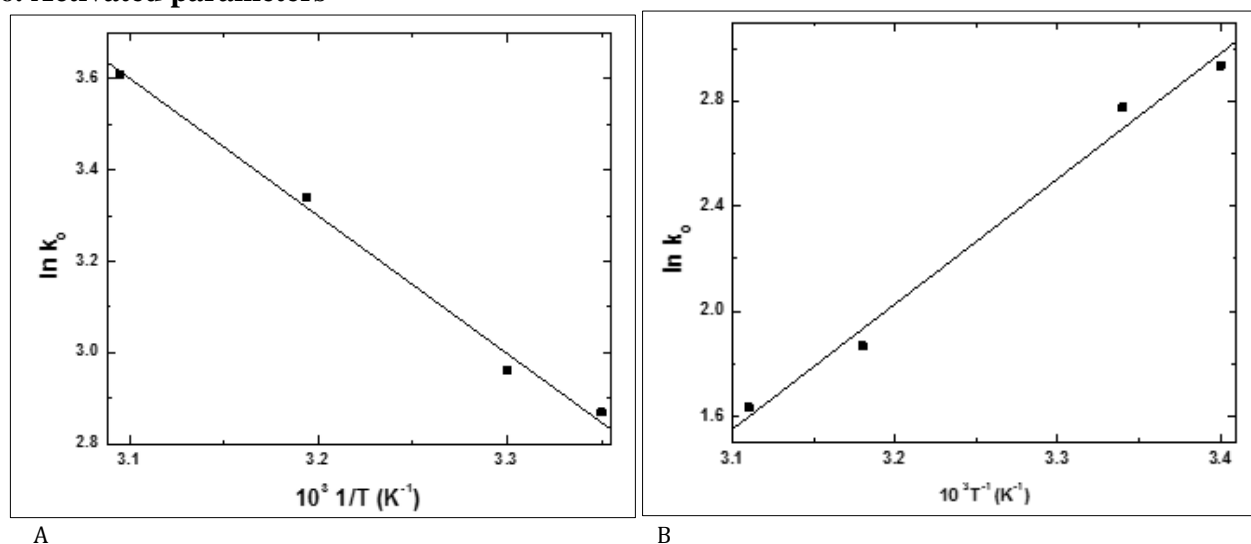 Activated parameters
3.6
3.4
3.2
3.0
2.8
ln k₀
3.1 3.2 3.3
10³ 1/T (K⁻¹)
A
2.8
2.4
2.0
1.6
ln k₀
3.1 3.2 3.3 3.4
10³T⁻¹ (K⁻¹)
B